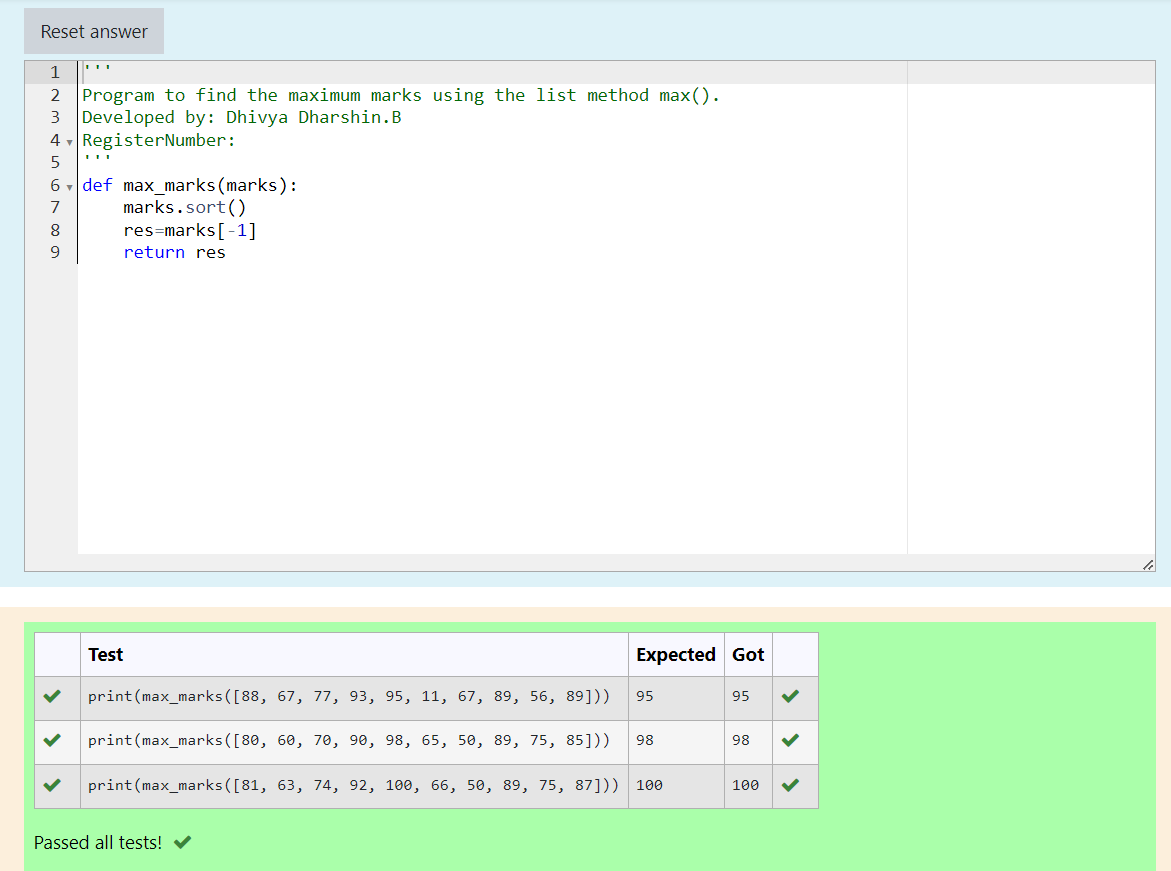 Reset answer
1 '''
2 Program to find the maximum marks using the list method max().
3 Developed by: Dhivya Dharshin.B
4 RegisterNumber:
5 '''
6 def max_marks(marks):
7     marks.sort()
8     res=marks[-1]
9     return res
Test Expected Got
print(max_marks([88, 67, 77, 93, 95, 11, 67, 89, 56, 89])) 95 95
print(max_marks([80, 60, 70, 90, 98, 65, 50, 89, 75, 85])) 98 98
print(max_marks([81, 63, 74, 92, 100, 66, 50, 89, 75, 87])) 100 100
Passed all tests!